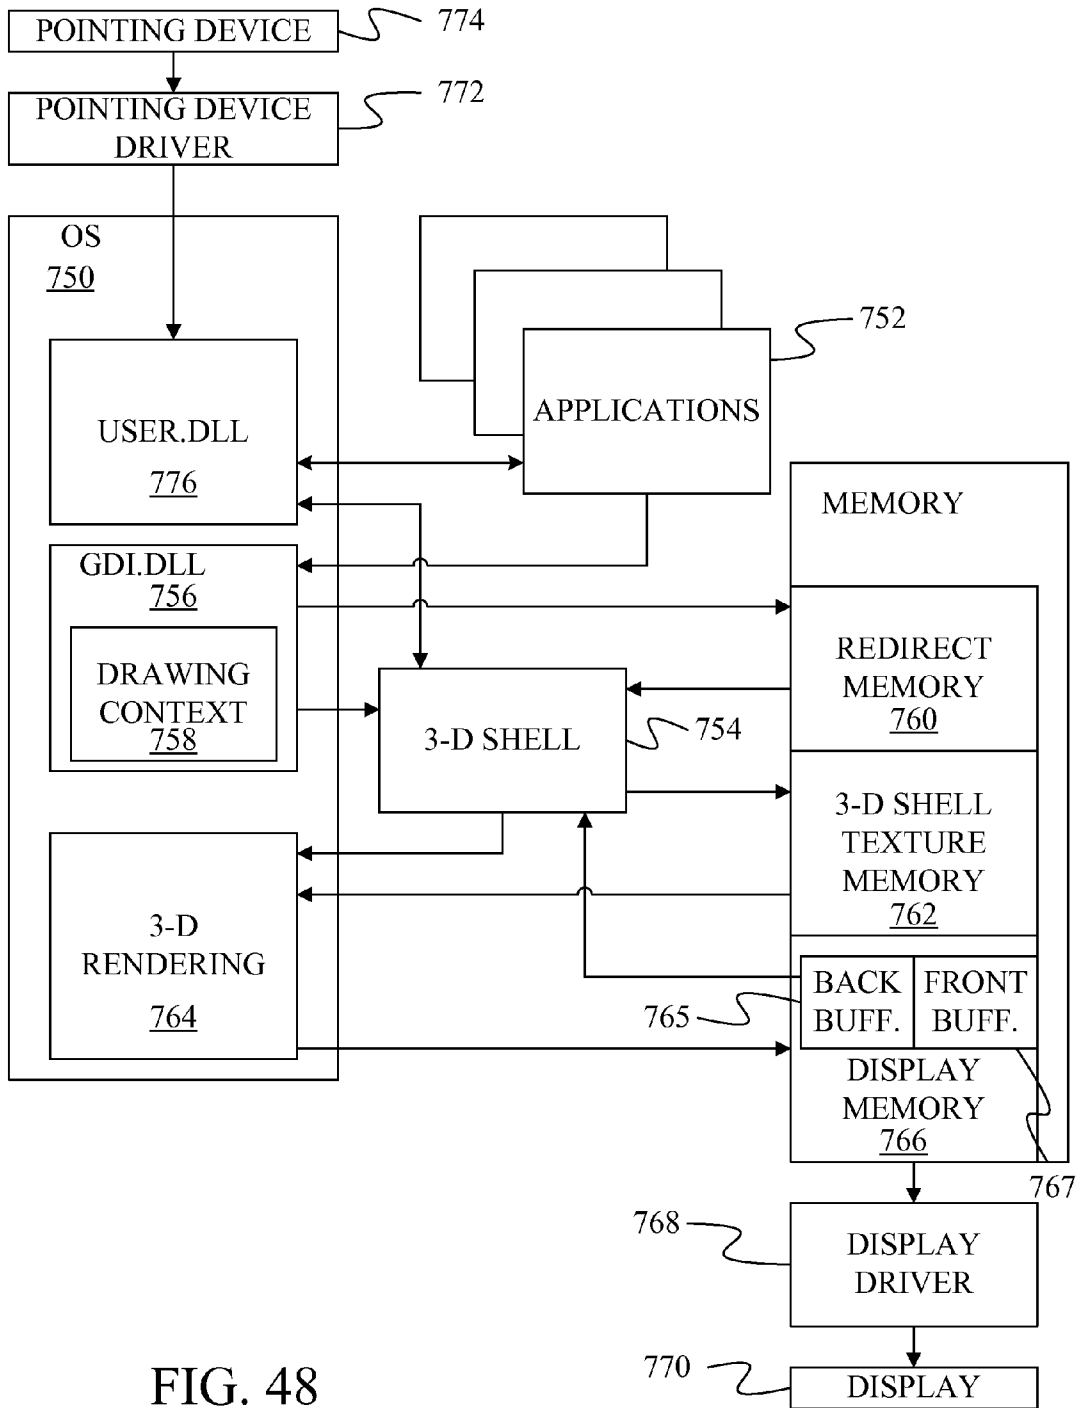 POINTING DEVICE
774
POINTING DEVICE
DRIVER
772
OS
750
USER.DLL
776
APPLICATIONS
752
GDI.DLL
756
DRAWING
CONTEXT
758
3-D SHELL
754
3-D
RENDERING
764
MEMORY
REDIRECT
MEMORY
760
3-D SHELL
TEXTURE
MEMORY
762
BACK
BUFF.
765
FRONT
BUFF.
767
DISPLAY
MEMORY
766
768
DISPLAY
DRIVER
770
DISPLAY
FIG. 48